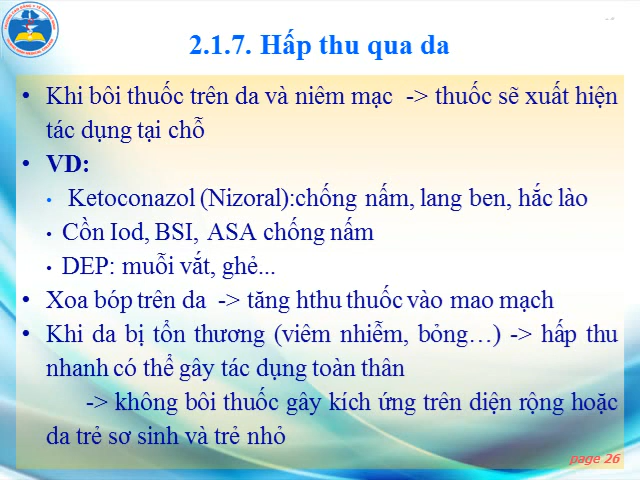 2.1.7. Hấp thu qua da
• Khi bôi thuốc trên da và niêm mạc -> thuốc sẽ xuất hiện
tác dụng tại chỗ
• VD:
• Ketoconazol (Nizoral):chống nấm, lang ben, hắc lào
• Cồn Iod, BSI, ASA chống nấm
• DEP: muỗi vắt, ghẻ...
• Xoa bóp trên da -> tăng hthu thuốc vào mao mạch
• Khi da bị tổn thương (viêm nhiễm, bỏng…) -> hấp thu
nhanh có thể gây tác dụng toàn thân
-> không bôi thuốc gây kích ứng trên diện rộng hoặc
da trẻ sơ sinh và trẻ nhỏ
page 26